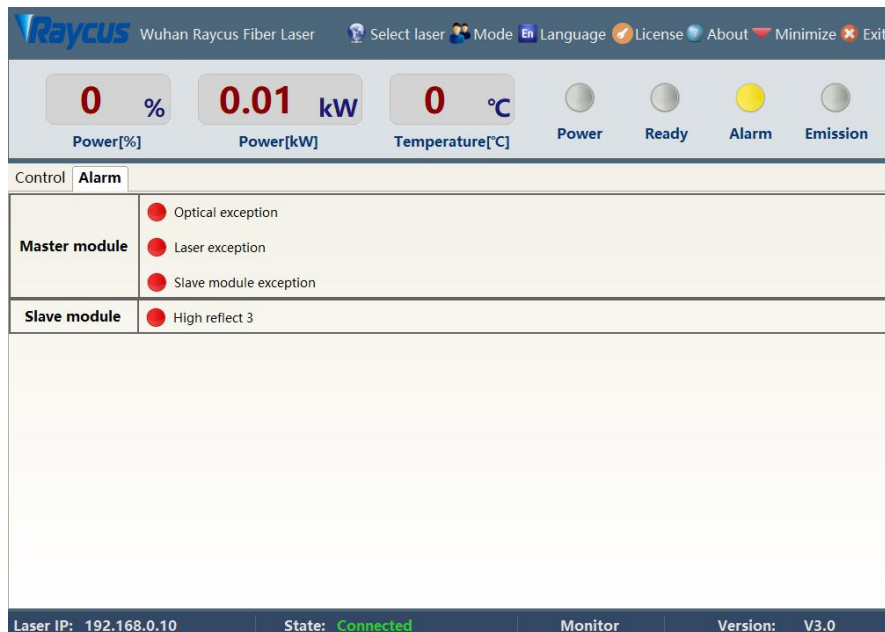 Raycus Wuhan Raycus Fiber Laser Select laser Mode En Language License About Minimize Exit
0 % 0.01 kW 0 ℃
Power[%] Power[kW] Temperature[℃] Power Ready Alarm Emission
Control Alarm
Optical exception
Master module Laser exception
Slave module exception
Slave module High reflect 3
Laser IP: 192.168.0.10 State: Connected Monitor Version: V3.0